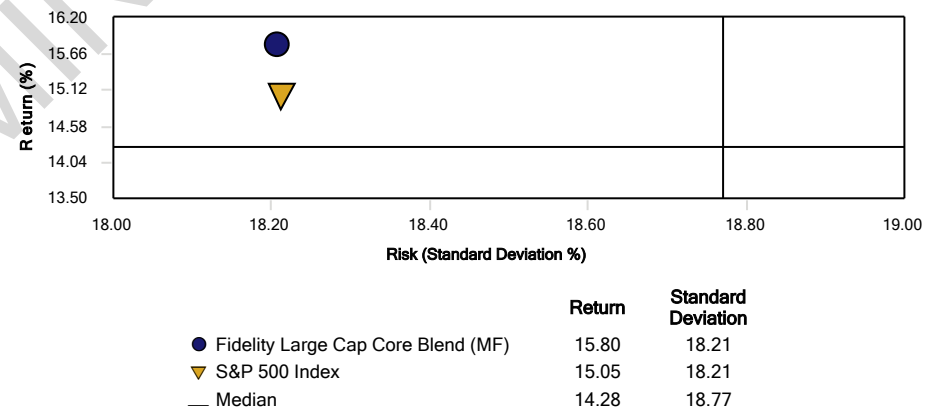 16.20
15.66
15.12
14.58
14.04
13.50
Return (%)
18.00 18.20 18.40 18.60 18.80 19.00
Risk (Standard Deviation %)
Return Standard Deviation
Fidelity Large Cap Core Blend (MF) 15.80 18.21
S&P 500 Index 15.05 18.21
Median 14.28 18.77